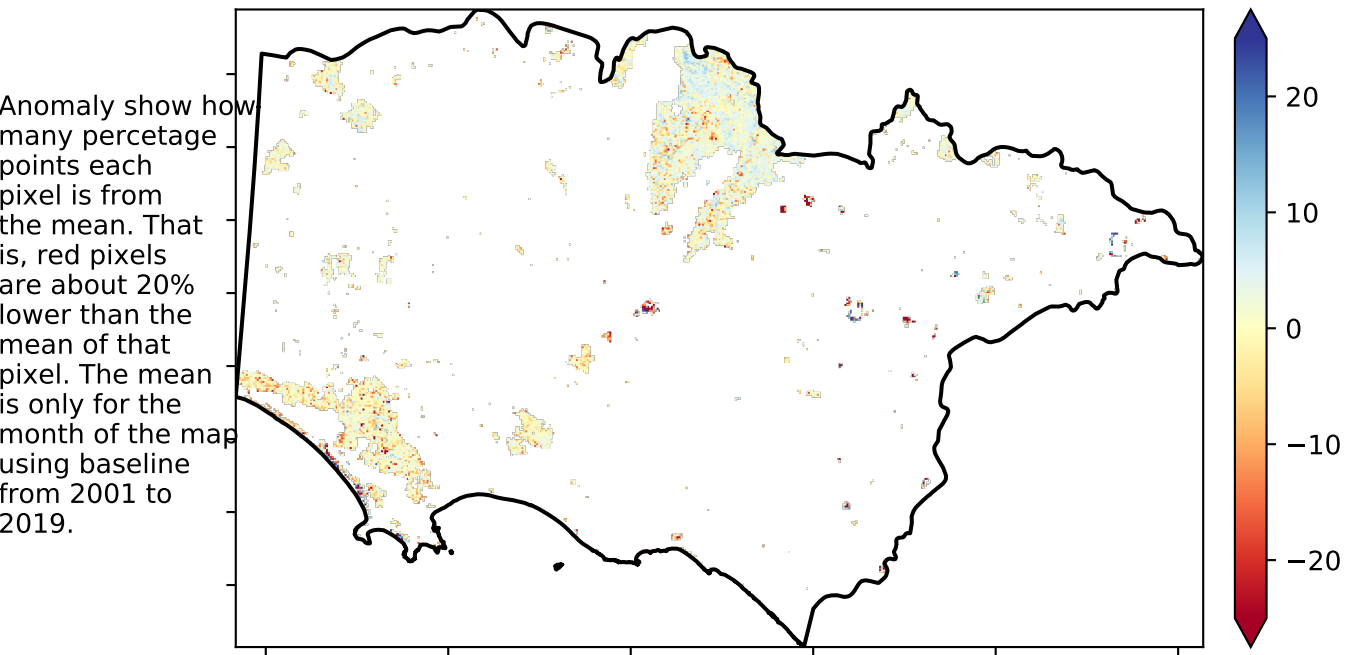 Anomaly show how
many percetage
points each
pixel is from
the mean. That
is, red pixels
are about 20%
lower than the
mean of that
pixel. The mean
is only for the
month of the map
using baseline
from 2001 to
2019.
20
10
0
−10
−20